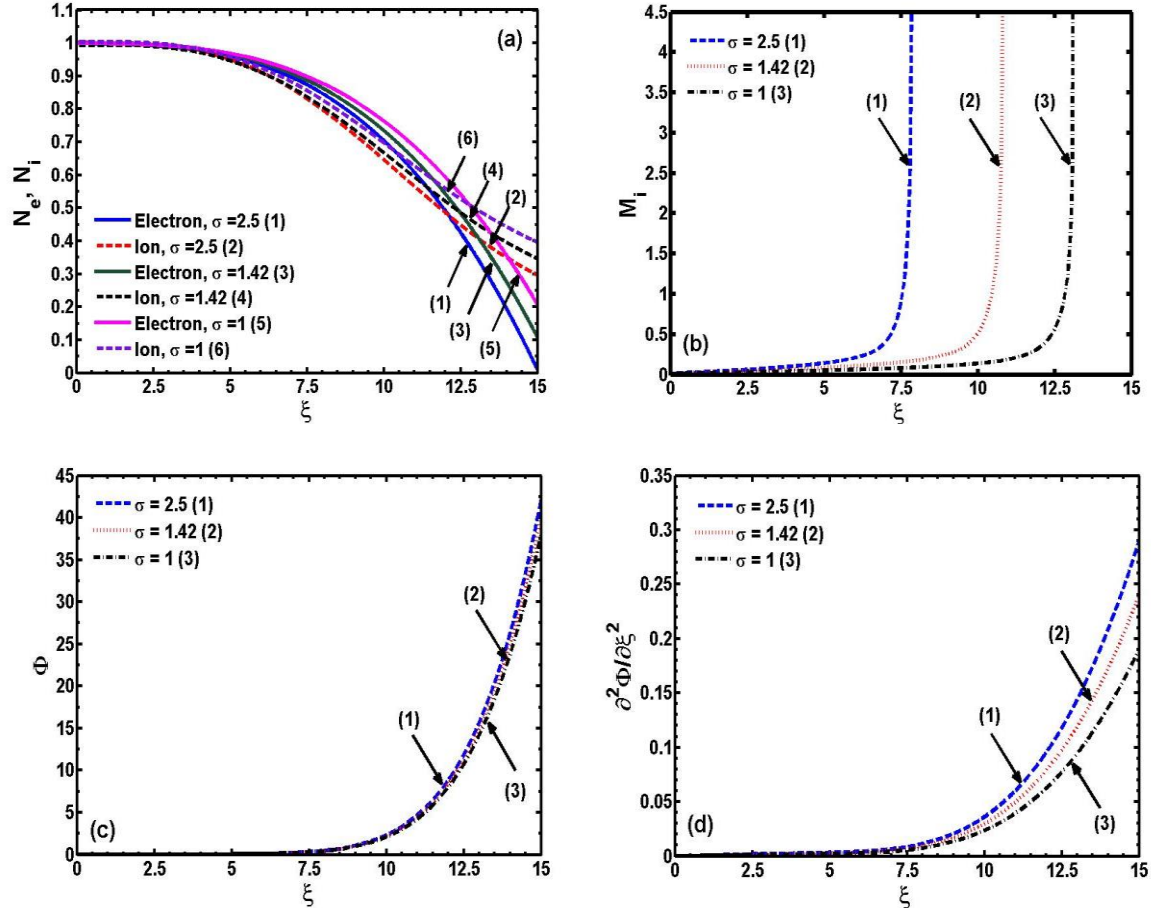 (a)
N_e, N_i
1.1
1
0.9
0.8
0.7
0.6
0.5
0.4
0.3
0.2
0.1
0
Electron, σ =2.5 (1)
Ion, σ =2.5 (2)
Electron, σ =1.42 (3)
Ion, σ =1.42 (4)
Electron, σ =1 (5)
Ion, σ =1 (6)
(6)
(4)
(2)
(1)
(3)
(5)
0 2.5 5 7.5 10 12.5 15
ξ
M_i
4.5
4
3.5
3
2.5
2
1.5
1
0.5
0
σ = 2.5 (1)
σ = 1.42 (2)
σ = 1 (3)
(1) (2) (3)
(b)
0 2.5 5 7.5 10 12.5 15
ξ
Φ
45
40
35
30
25
20
15
10
5
0
σ = 2.5 (1)
σ = 1.42 (2)
σ = 1 (3)
(2)
(1)
(3)
(c)
0 2.5 5 7.5 10 12.5 15
ξ
∂²Φ/∂ξ²
0.35
0.3
0.25
0.2
0.15
0.1
0.05
0
σ = 2.5 (1)
σ = 1.42 (2)
σ = 1 (3)
(2)
(1)
(3)
(d)
0 2.5 5 7.5 10 12.5 15
ξ